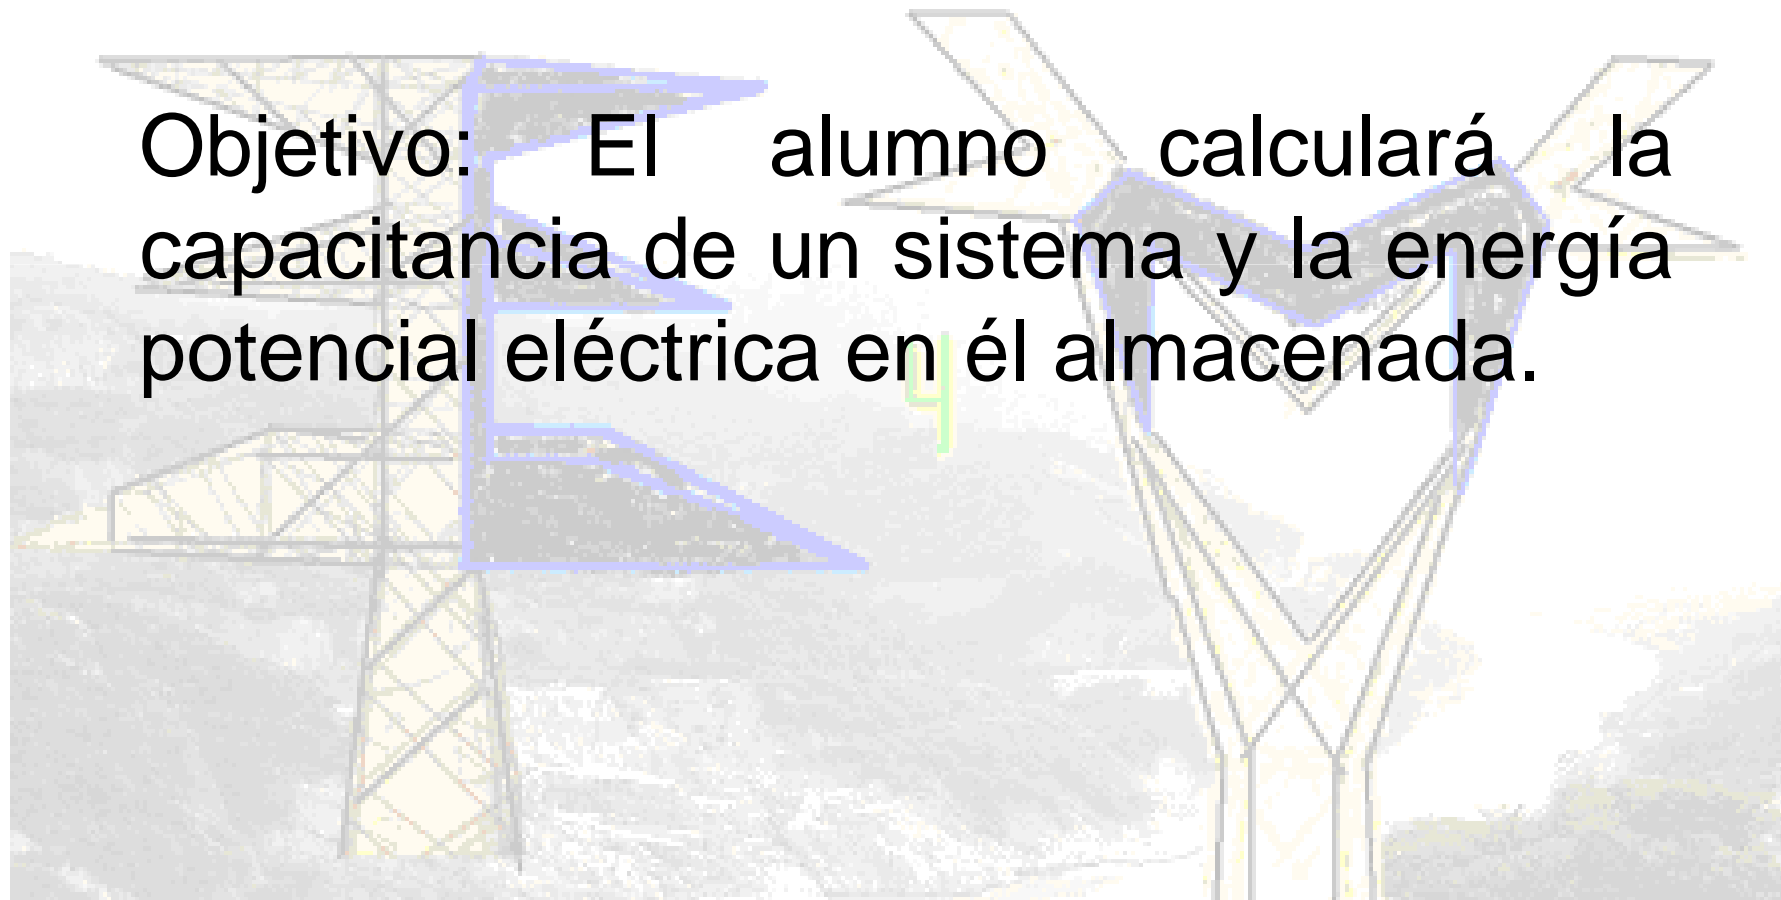 Objetivo: El alumno calculará la
capacitancia de un sistema y la energía
potencial eléctrica en él almacenada.